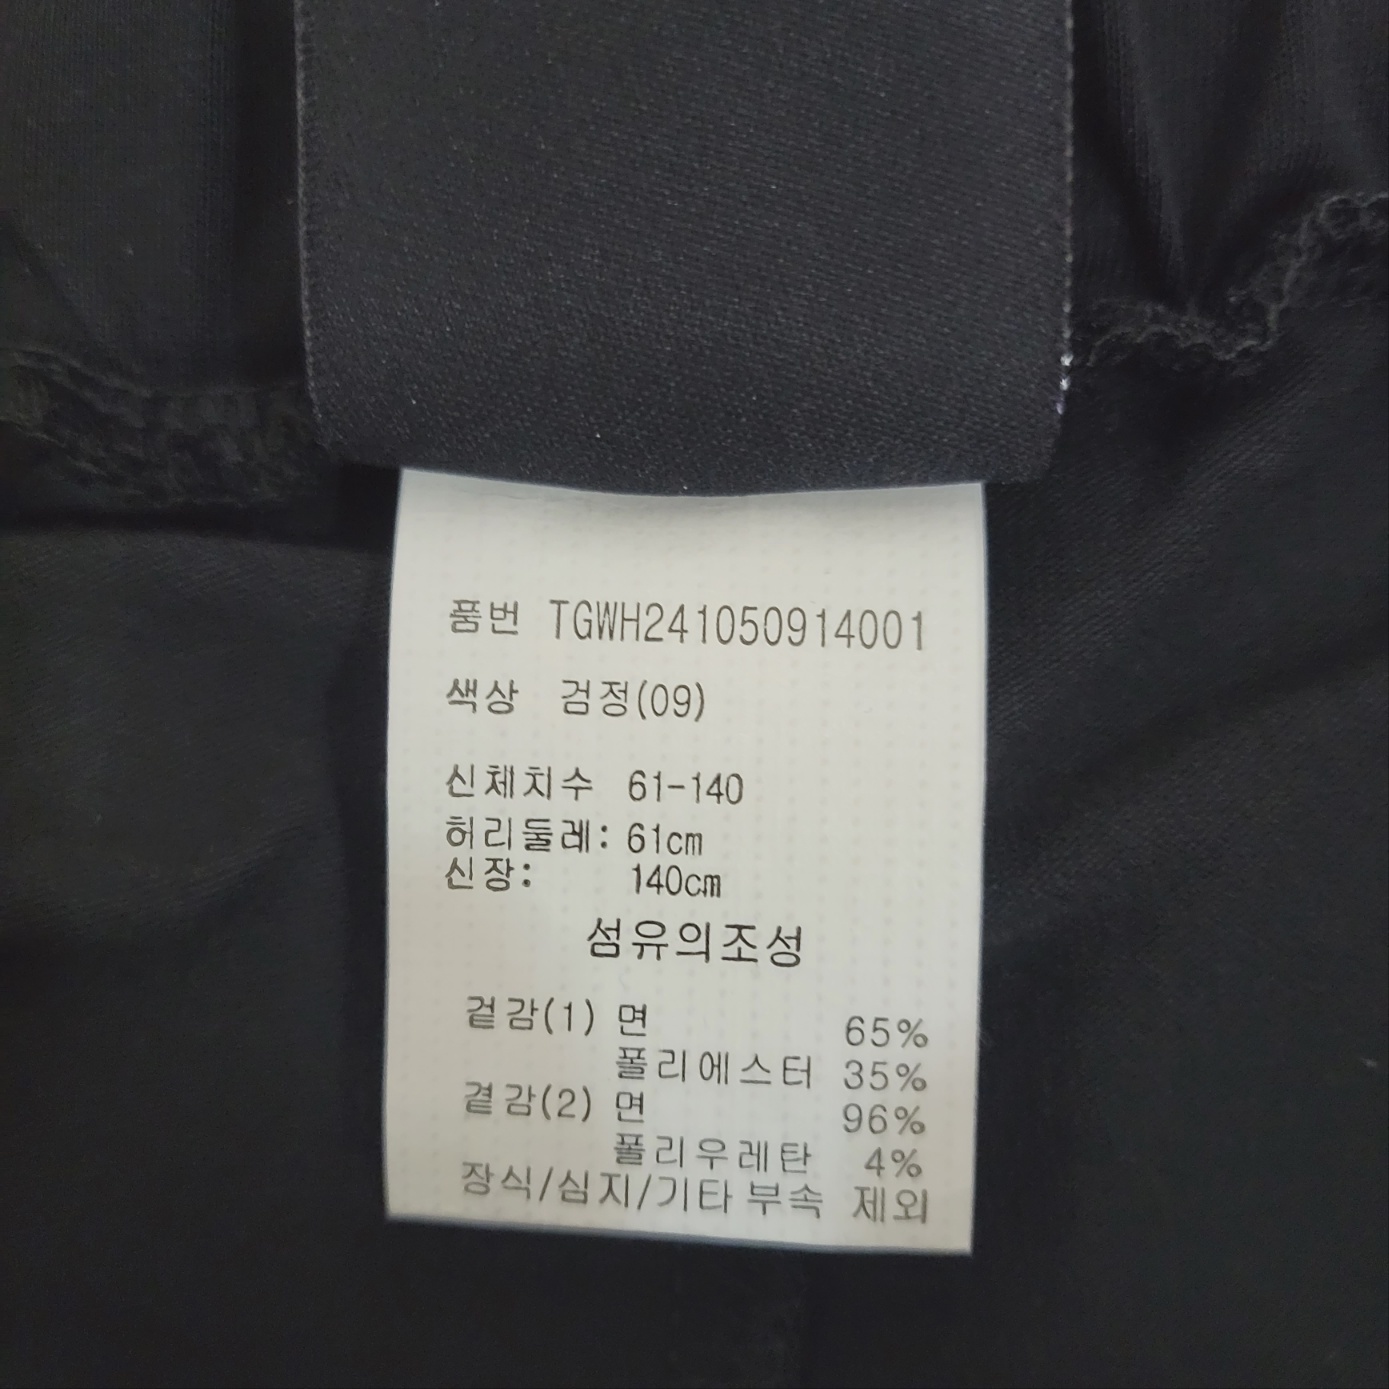 품번 TGWH241050914001
색상 검정(09)
신체치수 61-140
허리둘레: 61cm
신장: 140cm
섬유의조성
겉감(1) 면 65%
폴리에스터 35%
겉감(2) 면 96%
폴리우레탄 4%
장식/심지/기타부속 제외